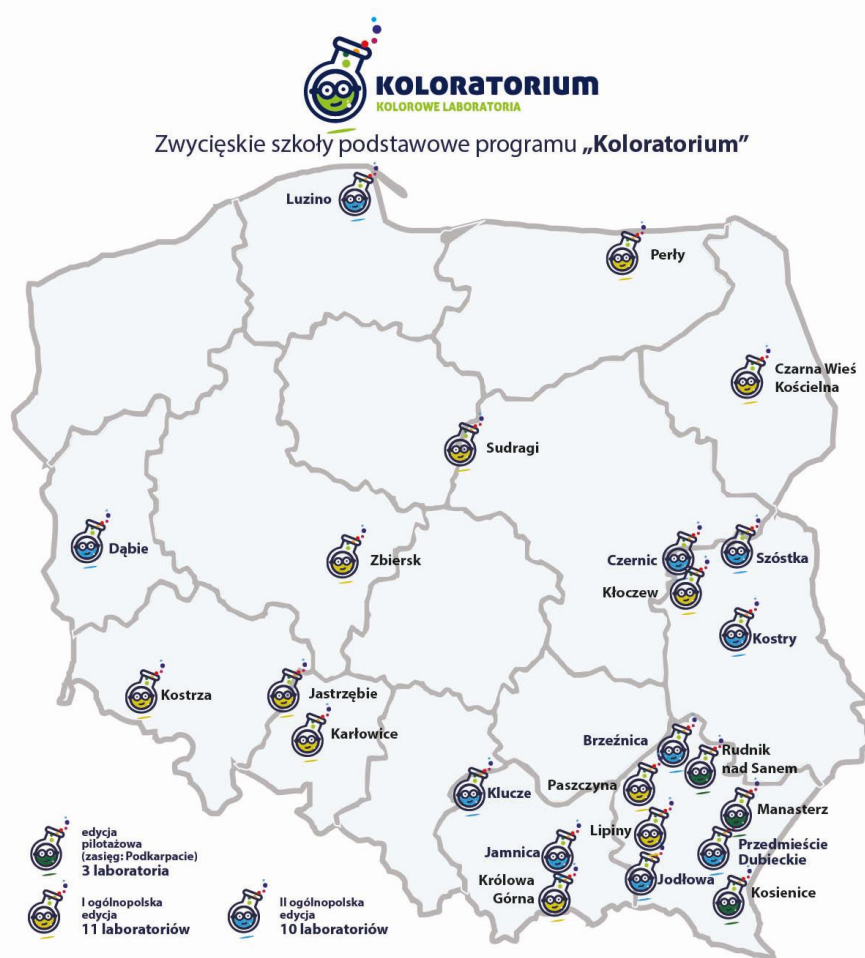 KOLORATORIUM
KOLOROWE LABORATORIA
Zwycięskie szkoły podstawowe programu „Koloratorium”
Luzino
Perły
Czarna Wieś
Kościelna
Sudragi
Dąbie
Zbiersk
Czernic
Szóstka
Kłoczew
Kostry
Kostrza
Jastrzębie
Karłowice
Brzeźnica
Rudnik
nad Sanem
Klucze
Paszczyna
Manasterz
Lipiny
Jamnica
Przedmieście
Dubieckie
Królowa
Górna
Jodłowa
Kosienice
edycja
pilotażowa
(zasięg: Podkarpacie)
3 laboratoria
I ogólnopolska
edycja
11 laboratoriów
II ogólnopolska
edycja
10 laboratoriów